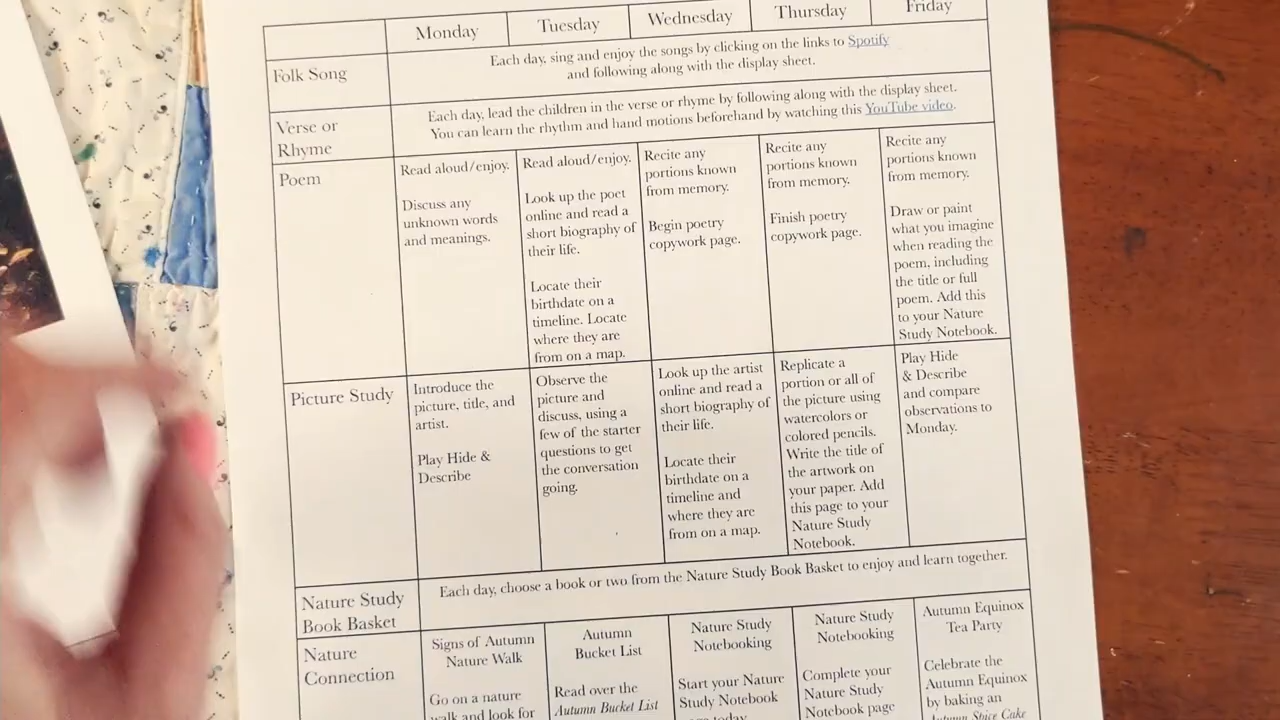 Monday Tuesday Wednesday Thursday Friday
Folk Song
Each day, sing and enjoy the songs by clicking on the links to Spotify
and following along with the display sheet.
Verse or
Rhyme
Each day, lead the children in the verse or rhyme by following along with the display sheet.
You can learn the rhythm and hand motions beforehand by watching this YouTube video.
Poem
Read aloud/enjoy.
Discuss any
unknown words
and meanings.
Read aloud/enjoy.
Look up the poet
online and read a
short biography of
their life.
Locate their
birthdate on a
timeline. Locate
where they are
from on a map.
Recite any
portions known
from memory.
Begin poetry
copywork page.
Recite any
portions known
from memory.
Finish poetry
copywork page.
Recite any
portions known
from memory.
Draw or paint
what you imagine
when reading the
poem, including
the title or full
poem. Add this
to your Nature
Study Notebook.
Picture Study
Introduce the
picture, title, and
artist.
Play Hide &
Describe
Observe the
picture and
discuss, using a
few of the starter
questions to get
the conversation
going.
Look up the artist
online and read a
short biography of
their life.
Locate their
birthdate on a
timeline and
where they are
from on a map.
Replicate a
portion or all of
the picture using
watercolors or
colored pencils.
Write the title of
the artwork on
your paper. Add
this page to your
Nature Study
Notebook.
Play Hide
& Describe
and compare
observations to
Monday.
Nature Study
Book Basket
Each day, choose a book or two from the Nature Study Book Basket to enjoy and learn together.
Nature
Connection
Signs of Autumn
Nature Walk
Go on a nature
walk and look for
Autumn
Bucket List
Read over the
Autumn Bucket List
Nature Study
Notebooking
Start your Nature
Study Notebook
today
Nature Study
Notebooking
Complete your
Nature Study
Notebook page
Autumn Equinox
Tea Party
Celebrate the
Autumn Equinox
by baking an
Autumn Spice Cake